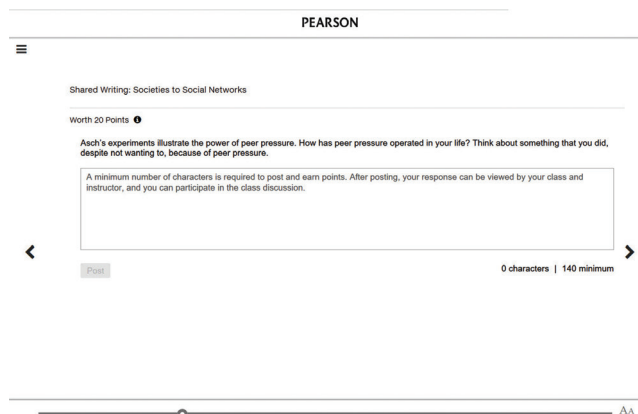 PEARSON
Shared Writing: Societies to Social Networks
Worth 20 Points
Asch's experiments illustrate the power of peer pressure. How has peer pressure operated in your life? Think about something that you did,
despite not wanting to, because of peer pressure.
A minimum number of characters is required to post and earn points. After posting, your response can be viewed by your class and
instructor, and you can participate in the class discussion.
Post
0 characters | 140 minimum
AA